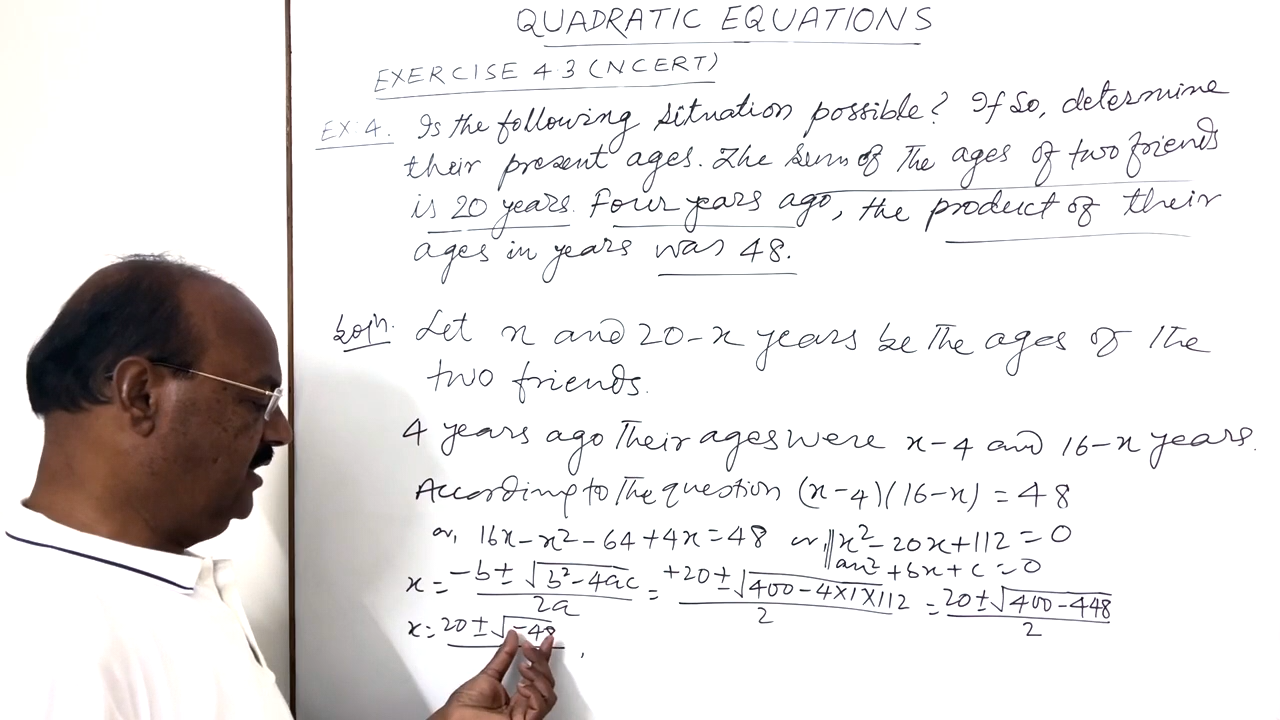 QUADRATIC EQUATIONS
EXERCISE 4.3 (NCERT)
EX: 4. Is the following situation possible? If so, determine
their present ages. The sum of The ages of two friends
is 20 years. Four years ago, the product of their
ages in years was 48.
Soln. Let x and 20-x years be The ages of The
two friends.
4 years ago Their ages were x-4 and 16-x years.
According to The question (x-4)(16-x) = 48
or, 16x-x²-64+4x=48 or, x²-20x+112=0
ax²+bx+c=0
x = -b±√b²-4ac / 2a = +20±√400-4×1×112 / 2 = 20±√400-448 / 2
x = 20±√-48